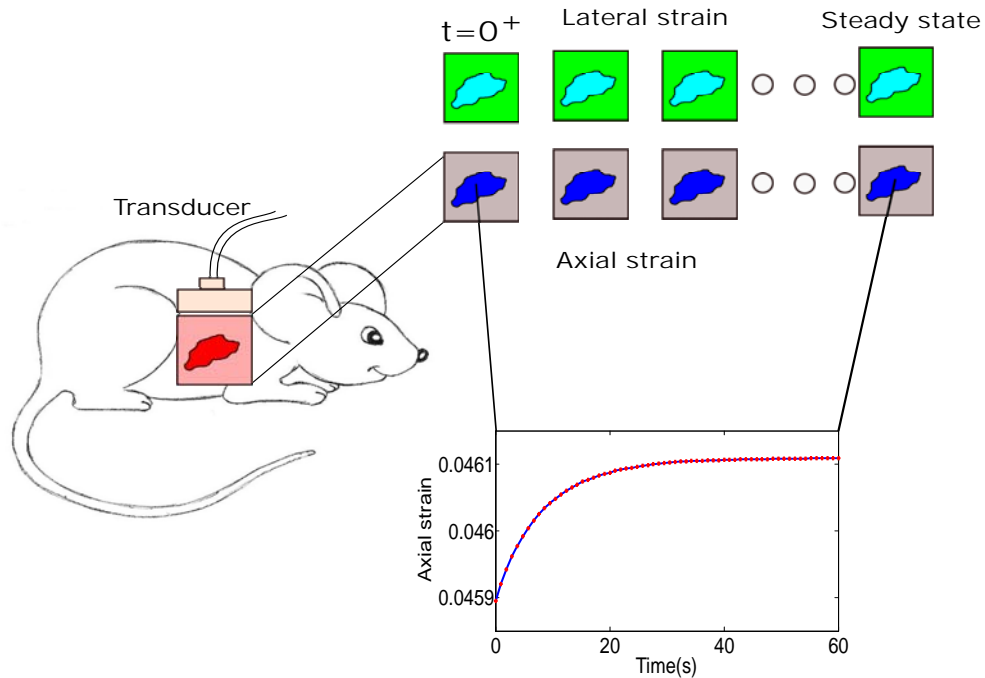 t=0⁺
Lateral strain
Steady state
Transducer
Axial strain
Axial strain
0.0461
0.046
0.0459
0
20
40
60
Time(s)